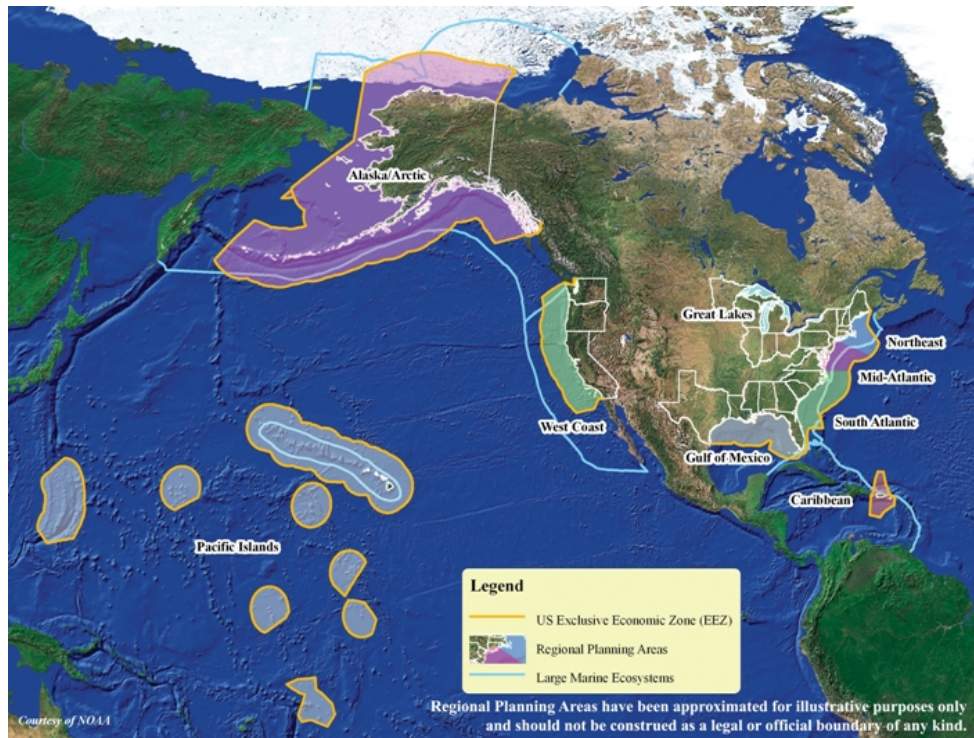 Alaska/Arctic
Great Lakes
Northeast
Mid-Atlantic
South Atlantic
West Coast
Gulf of Mexico
Caribbean
Pacific Islands
Legend
US Exclusive Economic Zone (EEZ)
Regional Planning Areas
Large Marine Ecosystems
Courtesy of NOAA
Regional Planning Areas have been approximated for illustrative purposes only
and should not be construed as a legal or official boundary of any kind.